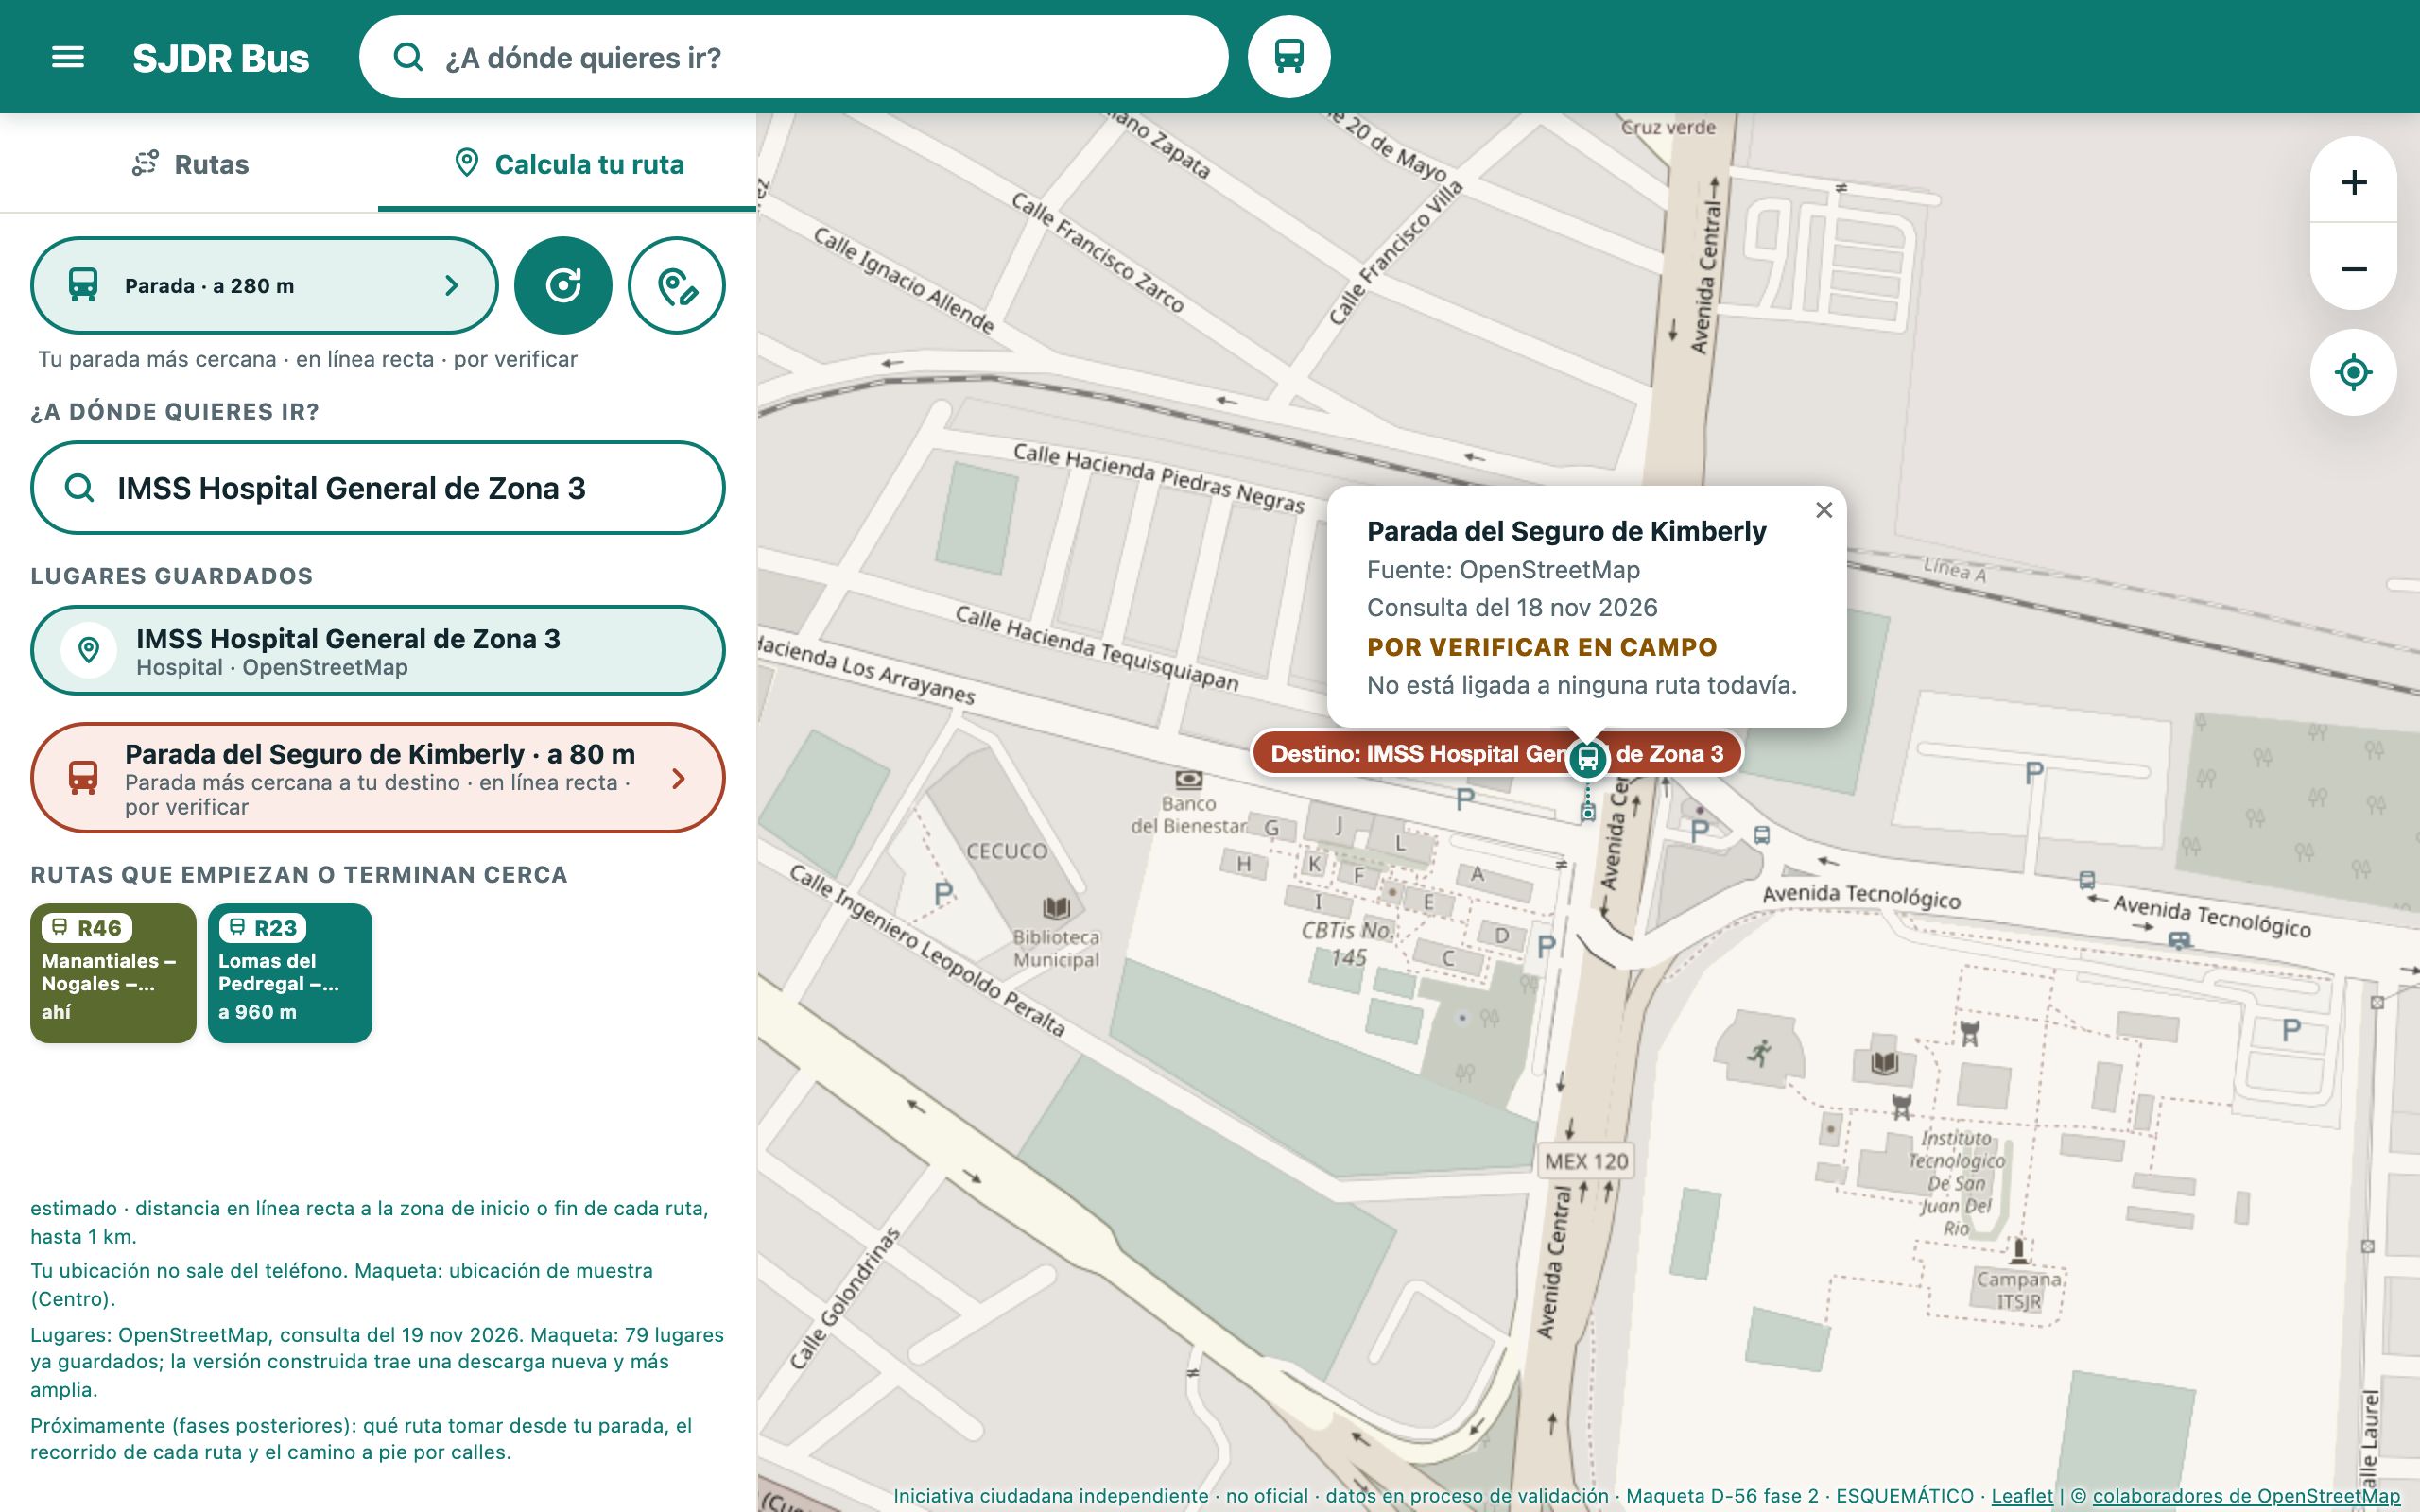 SJDR Bus
¿A dónde quieres ir?
Rutas
Calcula tu ruta
Parada · a 280 m
Tu parada más cercana · en línea recta · por verificar
¿A DÓNDE QUIERES IR?
IMSS Hospital General de Zona 3
LUGARES GUARDADOS
IMSS Hospital General de Zona 3
Hospital · OpenStreetMap
Parada del Seguro de Kimberly · a 80 m
Parada más cercana a tu destino · en línea recta ·
por verificar
RUTAS QUE EMPIEZAN O TERMINAN CERCA
R46
Manantiales –
Nogales –...
ahí
R23
Lomas del
Pedregal –...
a 960 m
estimado · distancia en línea recta a la zona de inicio o fin de cada ruta,
hasta 1 km.
Tu ubicación no sale del teléfono. Maqueta: ubicación de muestra
(Centro).
Lugares: OpenStreetMap, consulta del 19 nov 2026. Maqueta: 79 lugares
ya guardados; la versión construida trae una descarga nueva y más
amplia.
Próximamente (fases posteriores): qué ruta tomar desde tu parada, el
recorrido de cada ruta y el camino a pie por calles.
Cruz verde
Zapata
20 de Mayo
Calle Francisco Zarco
Calle Francisco Villa
Calle Ignacio Allende
Avenida Central
Calle Hacienda Piedras Negras
Línea A
Calle Hacienda Tequisquiapan
Hacienda Los Arrayanes
Parada del Seguro de Kimberly
Fuente: OpenStreetMap
Consulta del 18 nov 2026
POR VERIFICAR EN CAMPO
No está ligada a ninguna ruta todavía.
Destino: IMSS Hospital Gen
de Zona 3
P
P
P
Banco
del Bienestar
G
J
L
H
K
F
A
I
E
D
C
CECUCO
P
Biblioteca
Municipal
CBTis No.
145
P
Avenida Cen
Avenida Tecnológico
Avenida Tecnológico
Calle Ingeniero Leopoldo Peralta
P
MEX 120
Instituto
Tecnologico
De San
Juan Del
Rio
Campana
ITSJR
Avenida Central
Calle Golondrinas
alle Laurel
Iniciativa ciudadana independiente · no oficial · datos en proceso de validación · Maqueta D-56 fase 2 · ESQUEMÁTICO · Leaflet | © colaboradores de OpenStreetMap